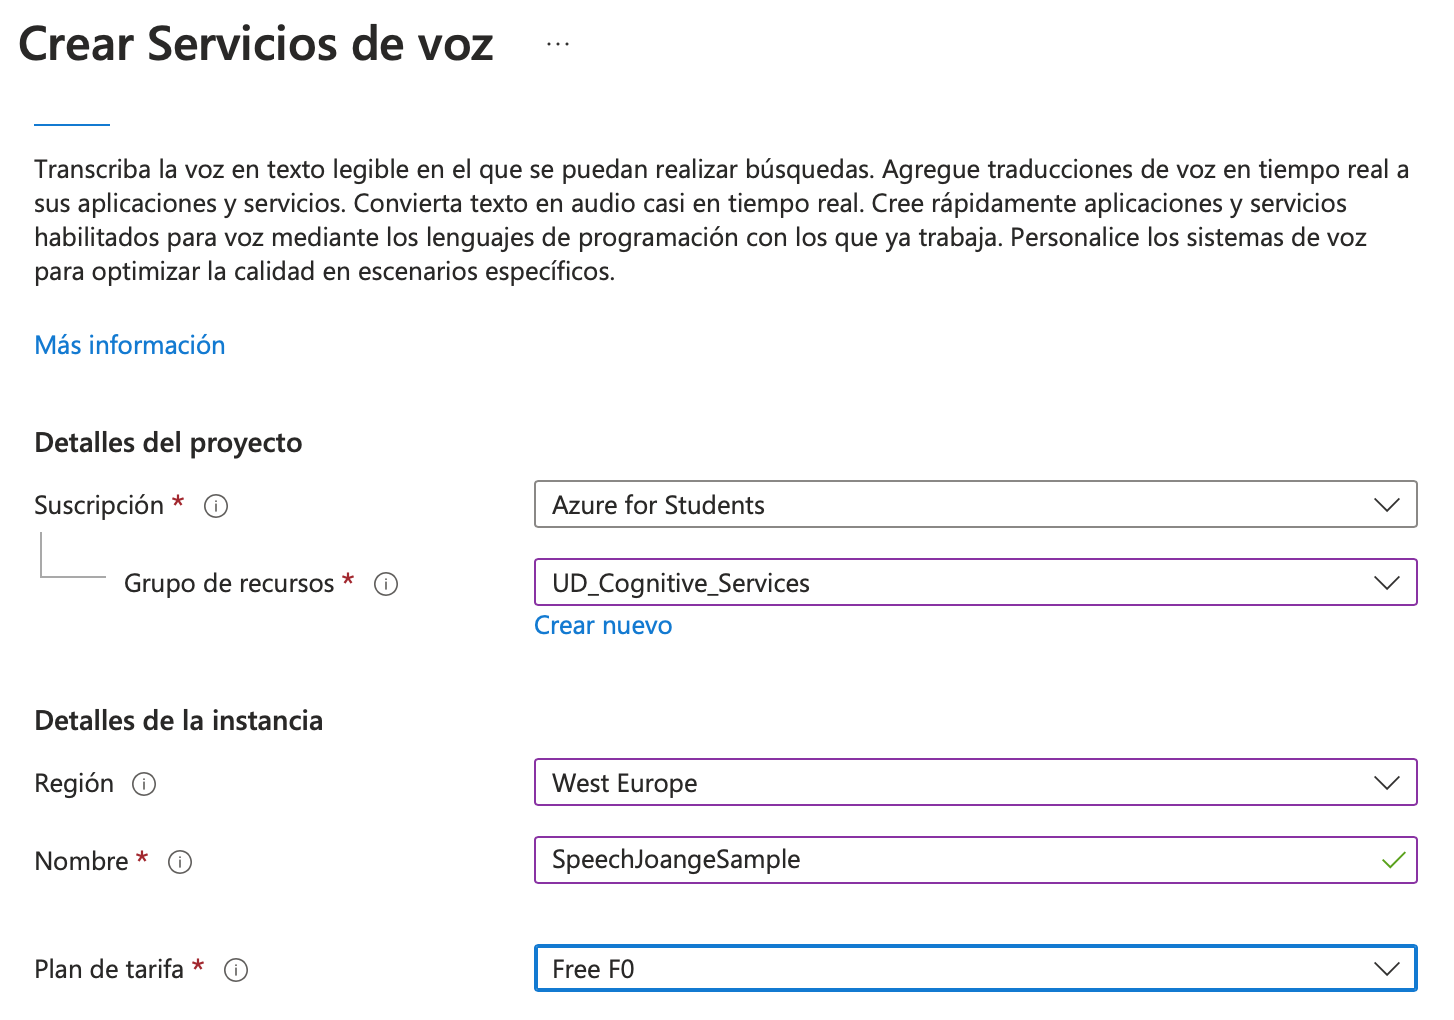 Crear Servicios de voz ...
Transcriba la voz en texto legible en el que se puedan realizar búsquedas. Agregue traducciones de voz en tiempo real a
sus aplicaciones y servicios. Convierta texto en audio casi en tiempo real. Cree rápidamente aplicaciones y servicios
habilitados para voz mediante los lenguajes de programación con los que ya trabaja. Personalice los sistemas de voz
para optimizar la calidad en escenarios específicos.
Más información
Detalles del proyecto
Suscripción * Azure for Students
Grupo de recursos * UD_Cognitive_Services
Crear nuevo
Detalles de la instancia
Región West Europe
Nombre * SpeechJoangeSample
Plan de tarifa * Free F0